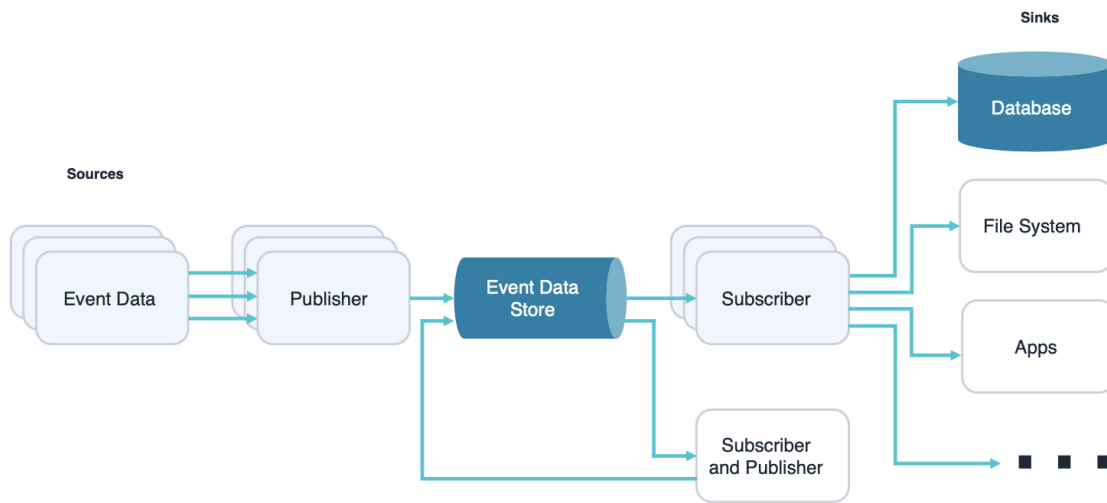 Sinks
Database
Sources
File System
Event Data
Publisher
Event Data
Store
Subscriber
Apps
Subscriber
and Publisher